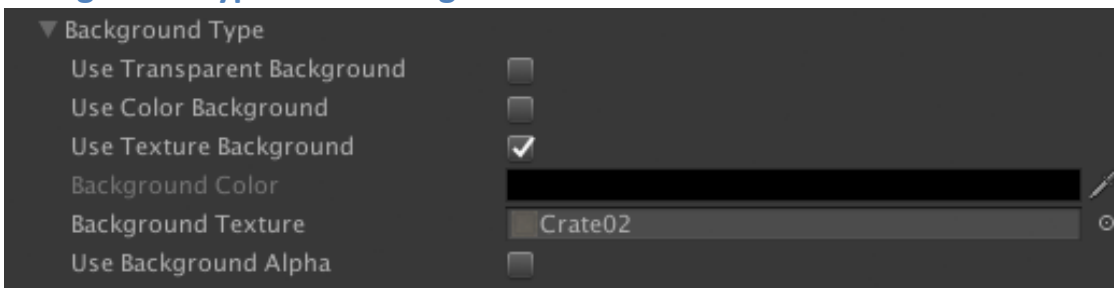 Background Type
Use Transparent Background
Use Color Background
Use Texture Background
Background Color
Background Texture Crate02
Use Background Alpha